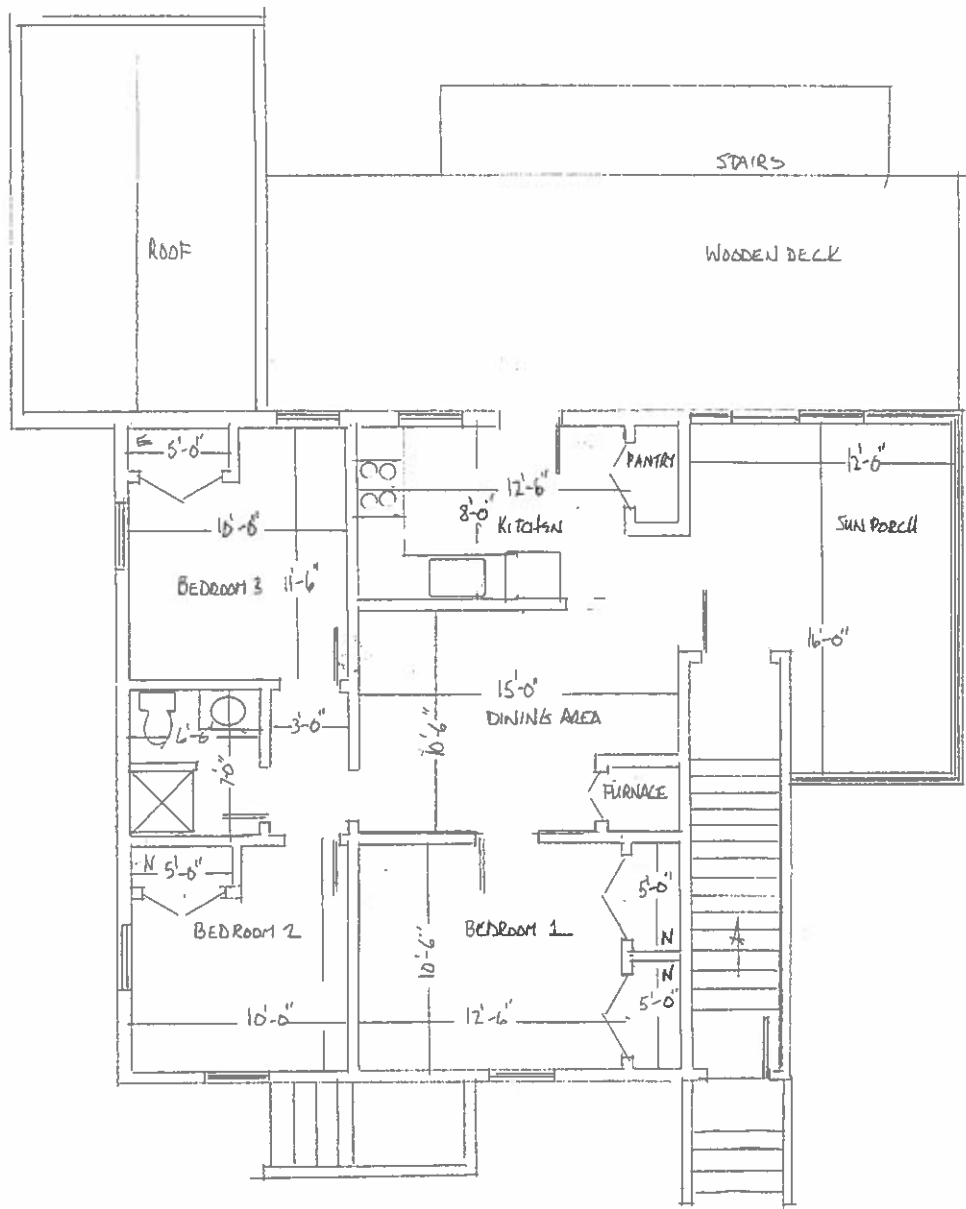 STAIRS
ROOF
WOODEN DECK
E 5'-0"
PANTRY
12'-6"
12'-6"
10'-0"
8'-0"
KITCHEN
SUN PORCH
BEDROOM 3
11'-6"
16'-0"
15'-0"
DINING AREA
6'-6"
3'-0"
10'-6"
7'-0"
FURNACE
N 5'-0"
5'-0"
BEDROOM 2
BEDROOM 1
N
A
10'-6"
N
5'-0"
10'-0"
12'-6"